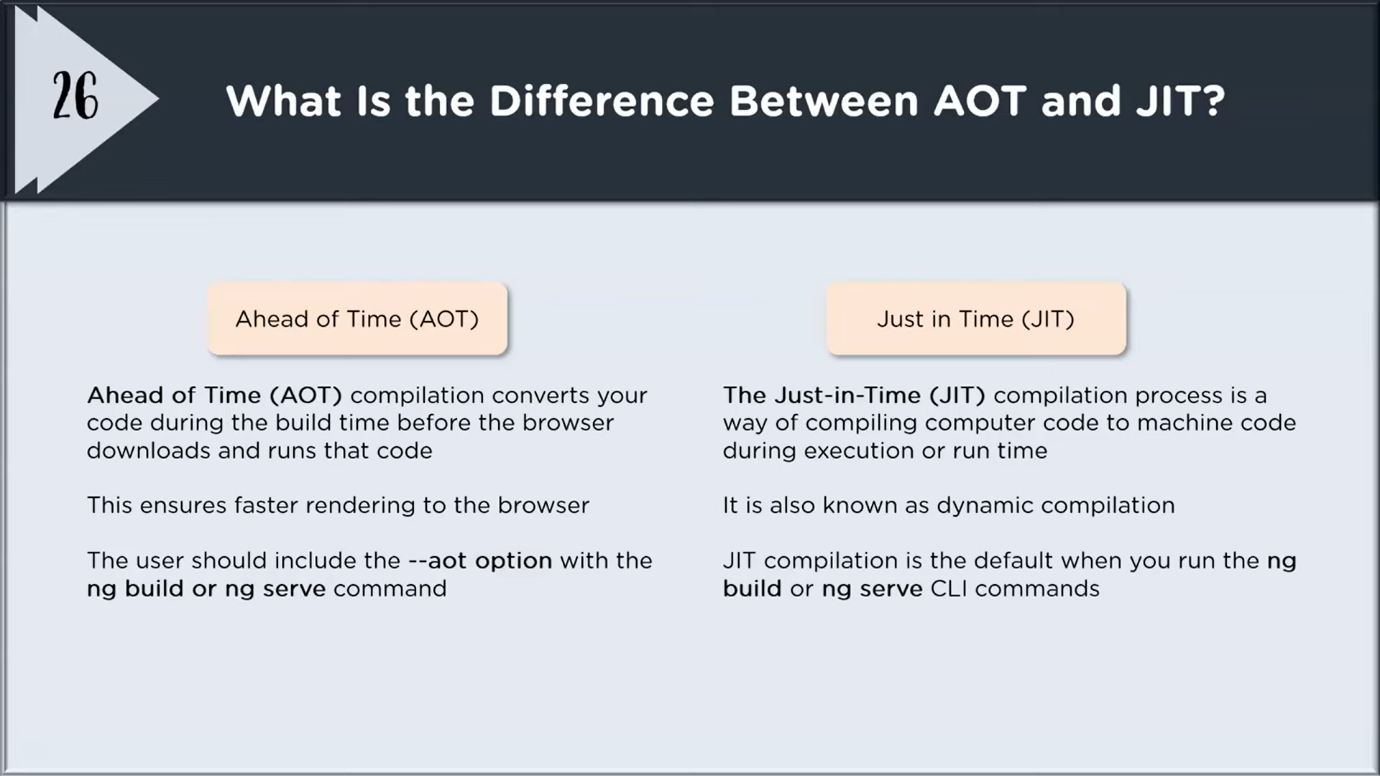 26
What Is the Difference Between AOT and JIT?
Ahead of Time (AOT)
Ahead of Time (AOT) compilation converts your
code during the build time before the browser
downloads and runs that code
This ensures faster rendering to the browser
The user should include the --aot option with the
ng build or ng serve command
Just in Time (JIT)
The Just-in-Time (JIT) compilation process is a
way of compiling computer code to machine code
during execution or run time
It is also known as dynamic compilation
JIT compilation is the default when you run the ng
build or ng serve CLI commands